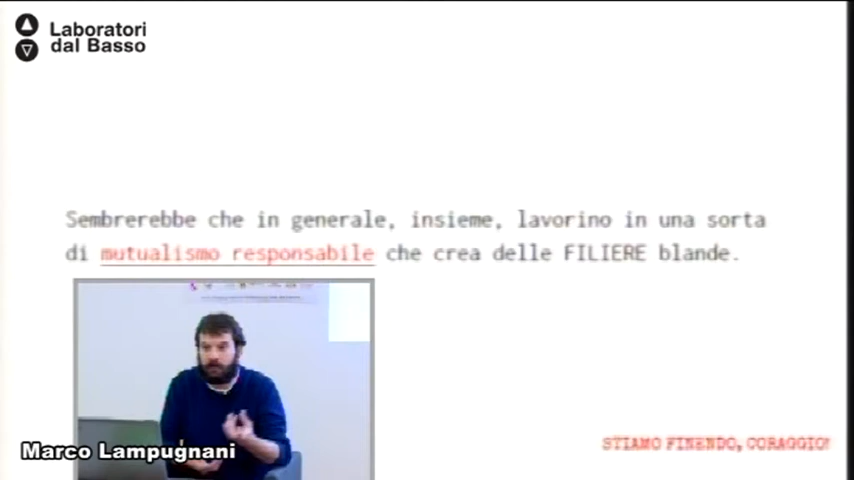 Laboratori
dal Basso
Sembrerebbe che in generale, insieme, lavorino in una sorta
di mutualismo responsabile che crea delle FILIERE blande.
Marco Lampugnani
STIAMO FINENDO, CORAGGIO!